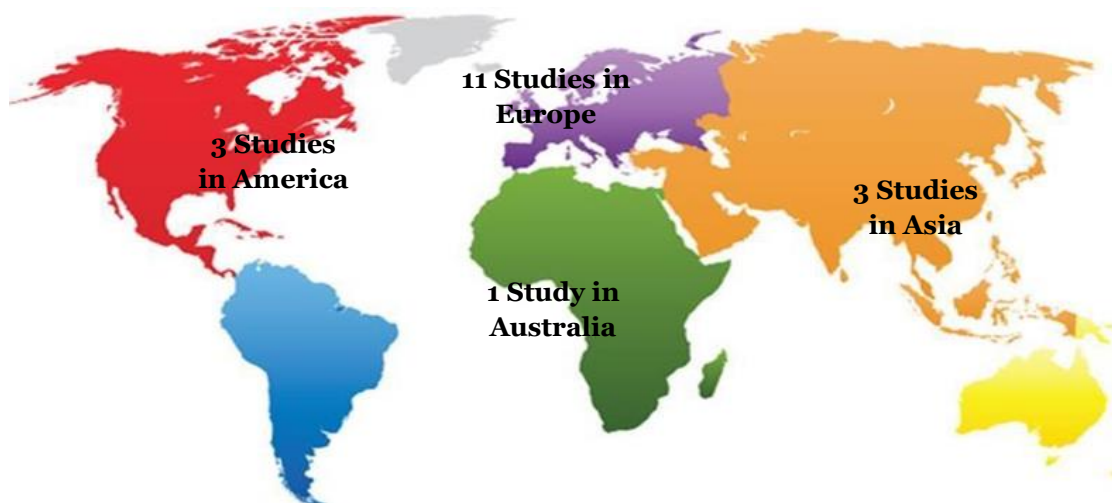 11 Studies in
Europe
3 Studies
in America
3 Studies
in Asia
1 Study in
Australia